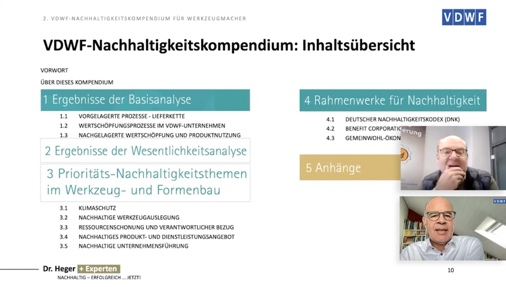 2. VDWF-NACHHALTIGKEITSKOMPENDIUM FÜR WERKZEUGMACHER
VDWF
VDWF-Nachhaltigkeitskompendium: Inhaltsübersicht
VORWORT
ÜBER DIESES KOMPENDIUM
1 Ergebnisse der Basisanalyse
1.1 VORGELAGERTE PROZESSE - LIEFERKETTE
1.2 WERTSCHÖPFUNGSPROZESSE IM VDWF-UNTERNEHMEN
1.3 NACHGELAGERTE WERTSCHÖPFUNG UND PRODUKTNUTZUNG
2 Ergebnisse der Wesentlichkeitsanalyse
3 Prioritäts-Nachhaltigkeitsthemen
im Werkzeug- und Formenbau
3.1 KLIMASCHUTZ
3.2 NACHHALTIGE WERKZEUGAUSLEGUNG
3.3 RESSOURCENSCHONUNG UND VERANTWORTLICHER BEZUG
3.4 NACHHALTIGES PRODUKT- UND DIENSTLEISTUNGSANGEBOT
3.5 NACHHALTIGE UNTERNEHMENSFÜHRUNG
4 Rahmenwerke für Nachhaltigkeit
4.1 DEUTSCHER NACHHALTIGKEITSKODEX (DNK)
4.2 BENEFIT CORPORATIO
4.3 GEMEINWOHL-ÖKON
5 Anhänge
VDWF
Dr. Heger + Experten
NACHHALTIG – ERFOLGREICH ... JETZT!
10